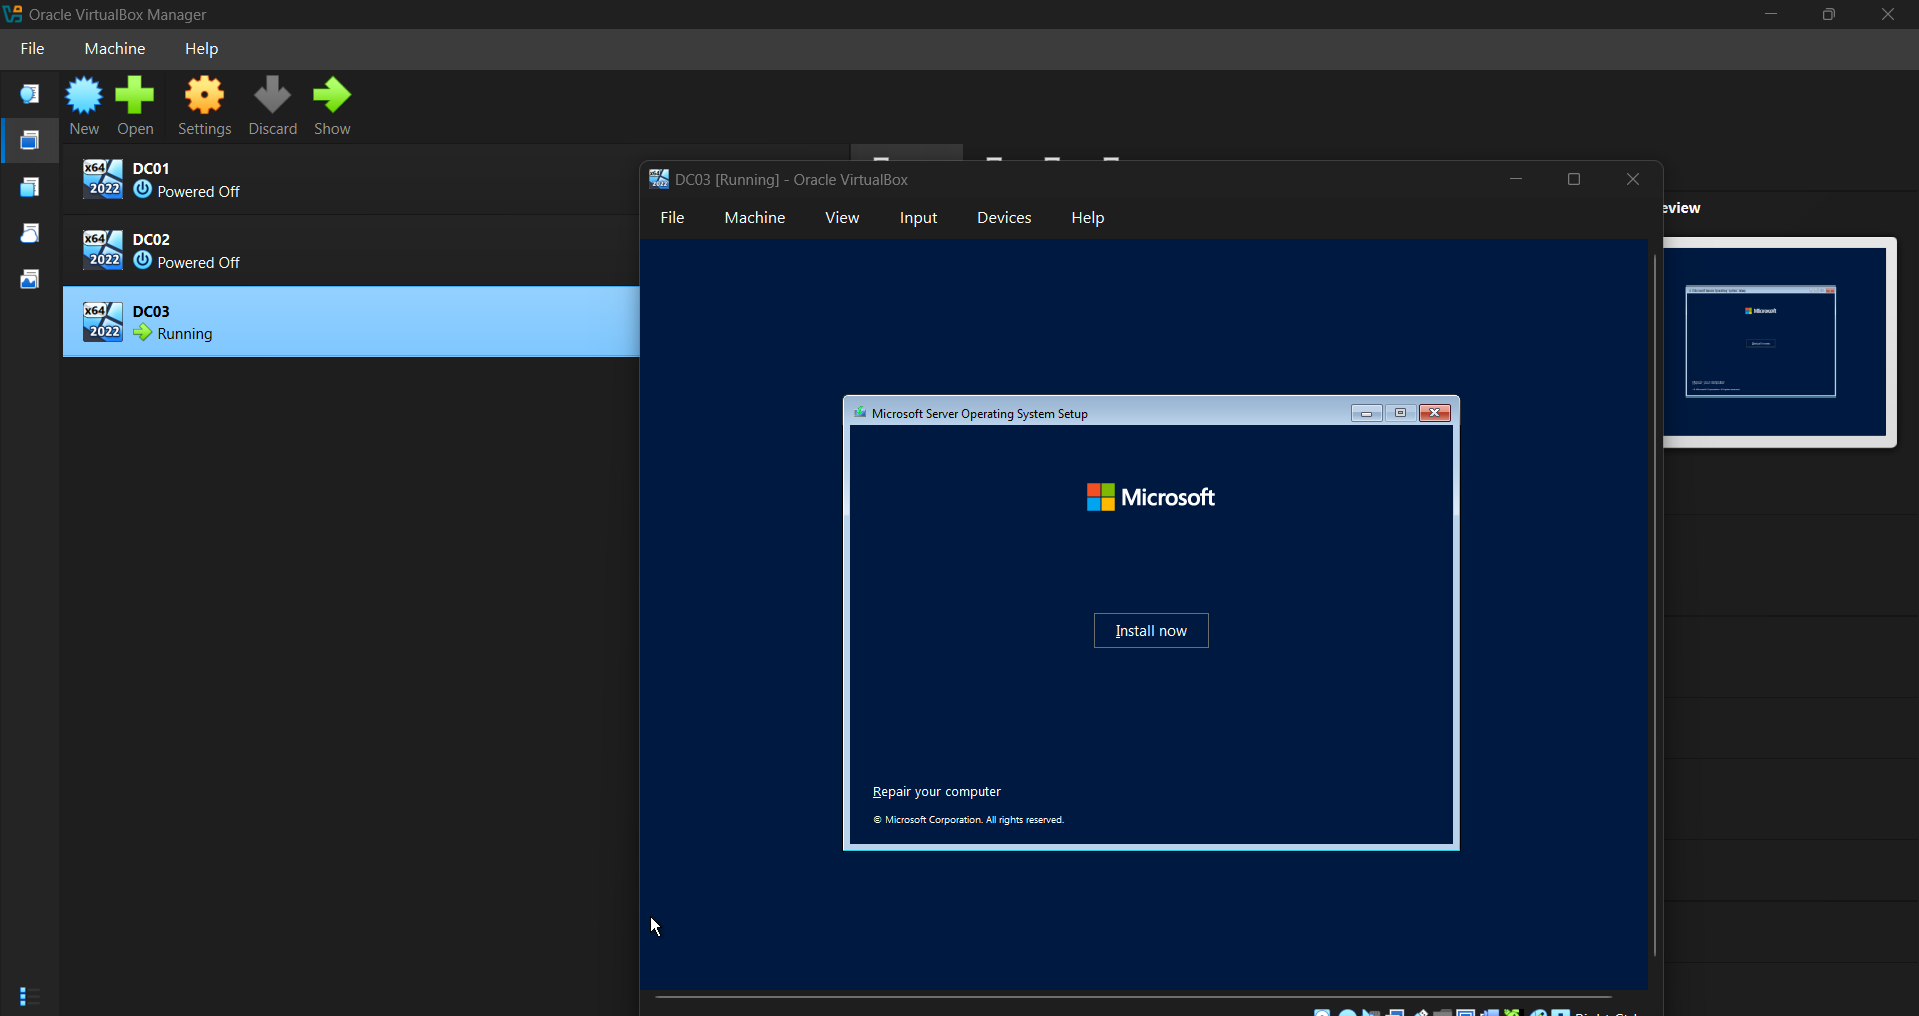 Oracle VirtualBox Manager
File Machine Help
New Open Settings Discard Show
x64 2022 DC01
Powered Off
x64 2022 DC02
Powered Off
x64 2022 DC03
Running
DC03 [Running] - Oracle VirtualBox
File Machine View Input Devices Help
Microsoft Server Operating System Setup
Microsoft
Install now
Repair your computer
© Microsoft Corporation. All rights reserved.
eview
Microsoft